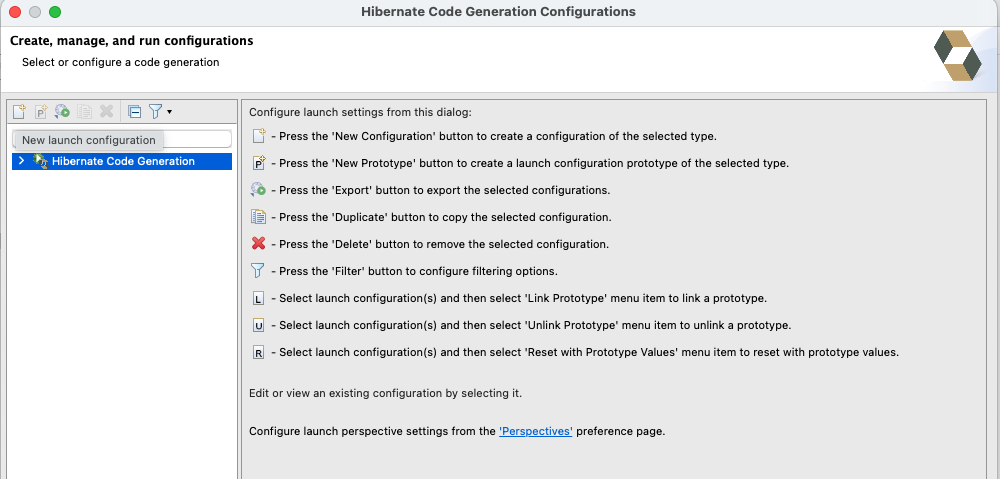 Hibernate Code Generation Configurations
Create, manage, and run configurations
Select or configure a code generation
New launch configuration
Hibernate Code Generation
Configure launch settings from this dialog:
- Press the 'New Configuration' button to create a configuration of the selected type.
P - Press the 'New Prototype' button to create a launch configuration prototype of the selected type.
- Press the 'Export' button to export the selected configurations.
- Press the 'Duplicate' button to copy the selected configuration.
- Press the 'Delete' button to remove the selected configuration.
- Press the 'Filter' button to configure filtering options.
L - Select launch configuration(s) and then select 'Link Prototype' menu item to link a prototype.
U - Select launch configuration(s) and then select 'Unlink Prototype' menu item to unlink a prototype.
R - Select launch configuration(s) and then select 'Reset with Prototype Values' menu item to reset with prototype values.
Edit or view an existing configuration by selecting it.
Configure launch perspective settings from the 'Perspectives' preference page.